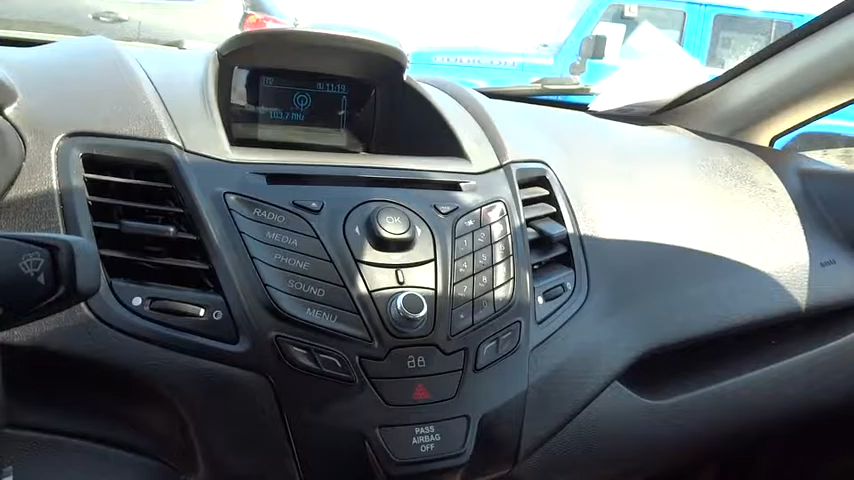 RUBICON
11:19
103.7 MHz
RADIO
MEDIA
PHONE
SOUND
MENU
OK
1
2
3
4
5
6
7
8
9
0
#
PASS
AIRBAG
OFF